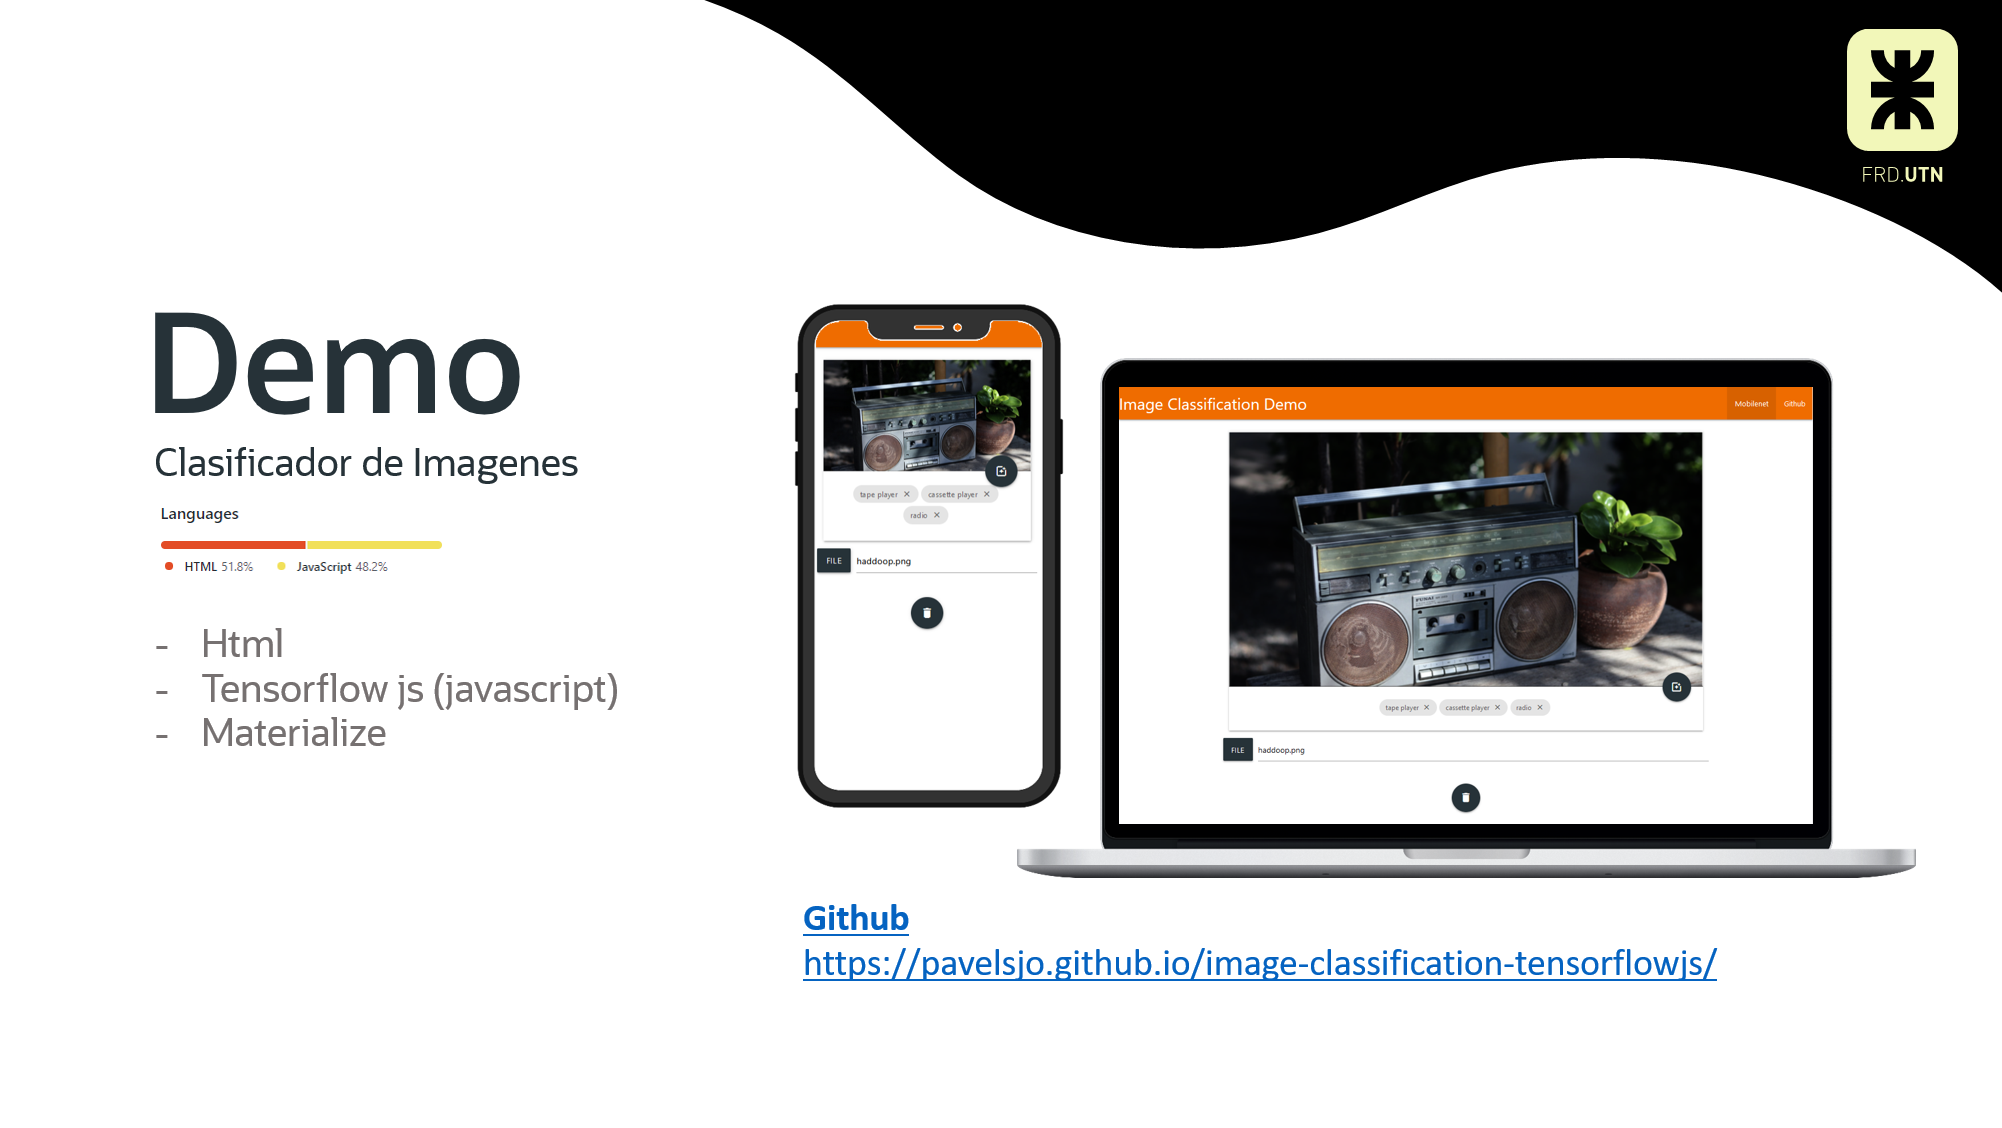 FRD.UTN
Demo
Clasificador de Imagenes
Languages
HTML 51.8% JavaScript 48.2%
- Html
- Tensorflow js (javascript)
- Materialize
tape player ✕ cassette player ✕
radio ✕
FILE haddoop.png
Image Classification Demo Mobilenet Github
tape player ✕ cassette player ✕ radio ✕
FILE haddoop.png
Github
https://pavelsjo.github.io/image-classification-tensorflowjs/